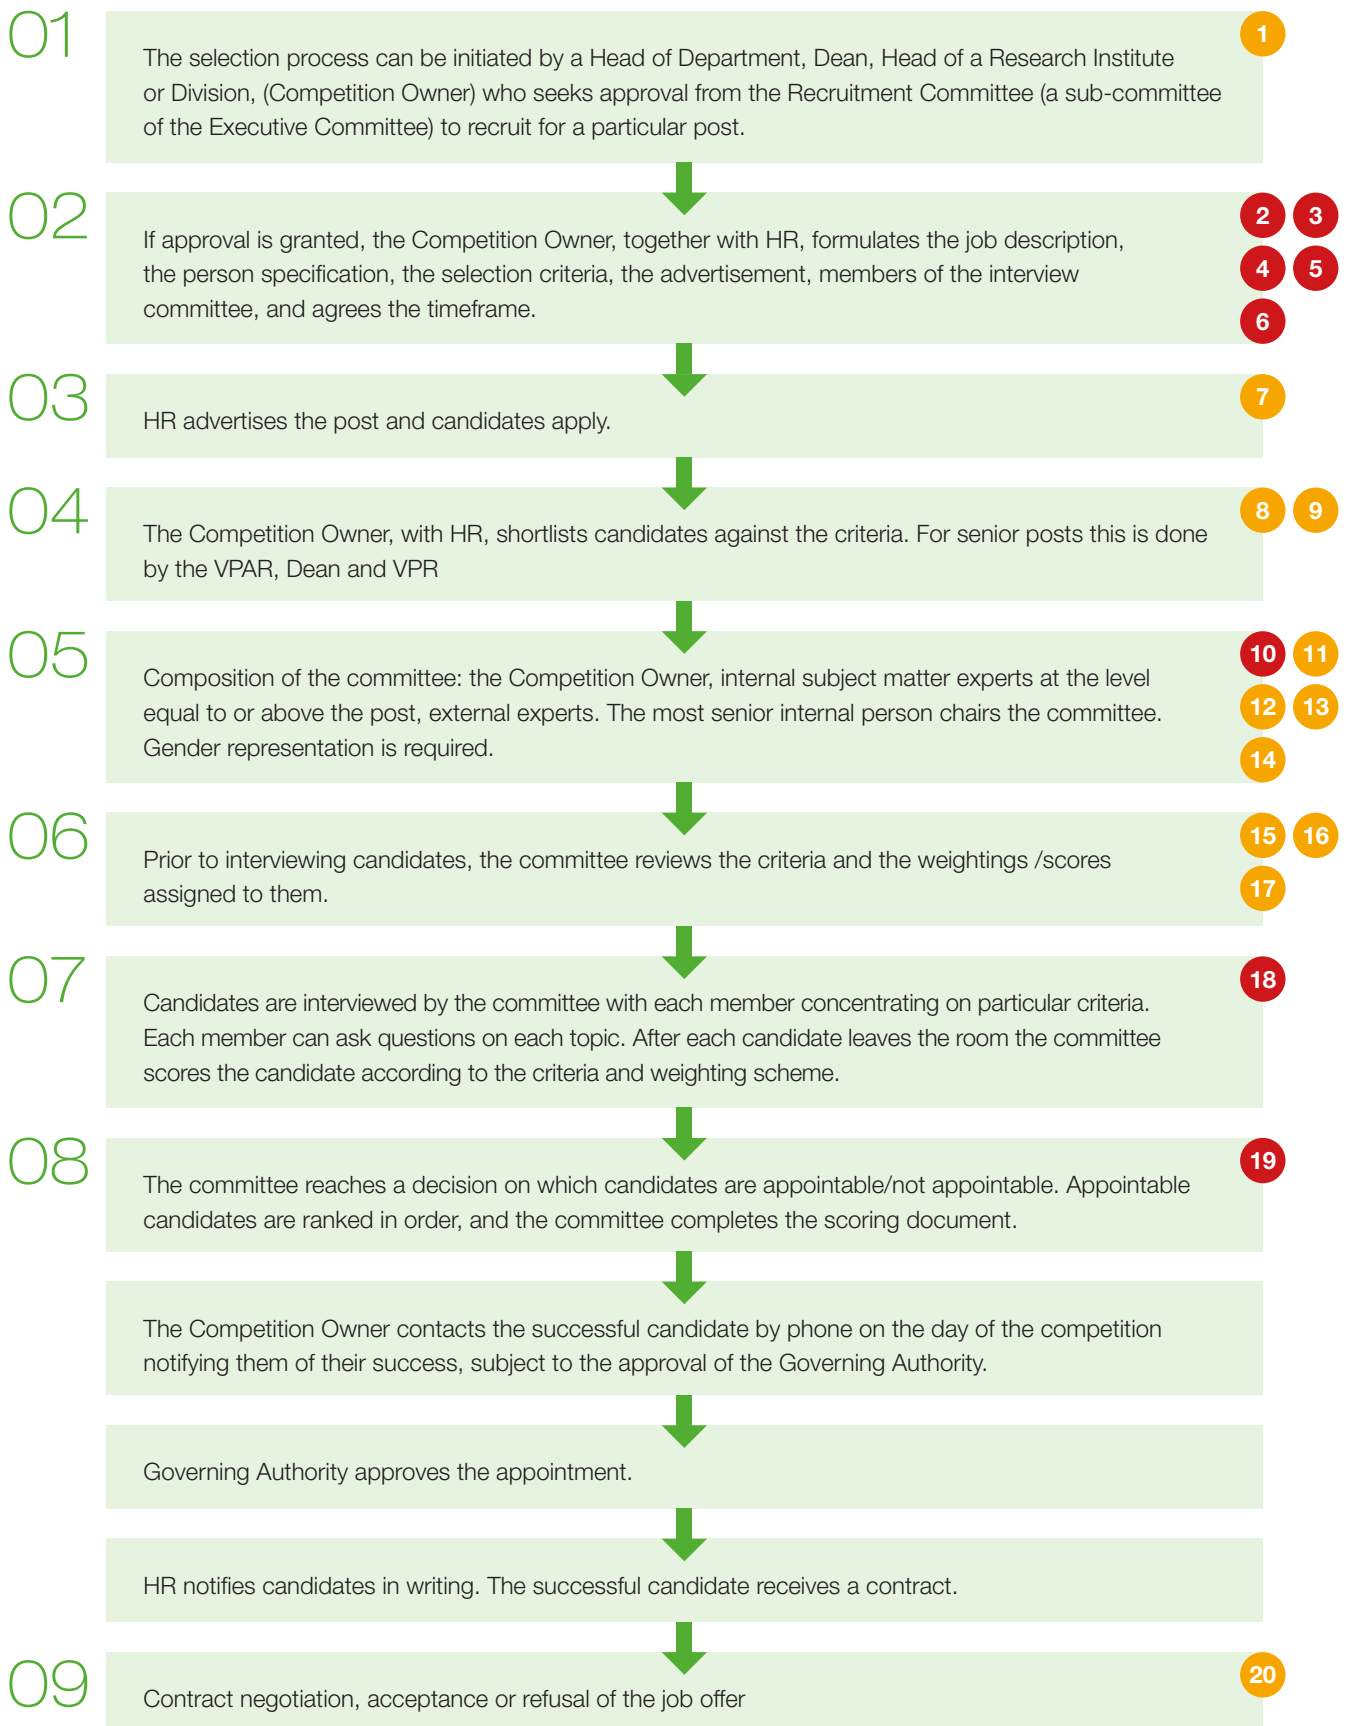 01
The selection process can be initiated by a Head of Department, Dean, Head of a Research Institute
or Division, (Competition Owner) who seeks approval from the Recruitment Committee (a sub-committee
of the Executive Committee) to recruit for a particular post.
1
02
If approval is granted, the Competition Owner, together with HR, formulates the job description,
the person specification, the selection criteria, the advertisement, members of the interview
committee, and agrees the timeframe.
2 3
4 5
6
03
HR advertises the post and candidates apply.
7
04
The Competition Owner, with HR, shortlists candidates against the criteria. For senior posts this is done
by the VPAR, Dean and VPR
8 9
05
Composition of the committee: the Competition Owner, internal subject matter experts at the level
equal to or above the post, external experts. The most senior internal person chairs the committee.
Gender representation is required.
10 11
12 13
14
06
Prior to interviewing candidates, the committee reviews the criteria and the weightings /scores
assigned to them.
15 16
17
07
Candidates are interviewed by the committee with each member concentrating on particular criteria.
Each member can ask questions on each topic. After each candidate leaves the room the committee
scores the candidate according to the criteria and weighting scheme.
18
08
The committee reaches a decision on which candidates are appointable/not appointable. Appointable
candidates are ranked in order, and the committee completes the scoring document.
19
The Competition Owner contacts the successful candidate by phone on the day of the competition
notifying them of their success, subject to the approval of the Governing Authority.
Governing Authority approves the appointment.
HR notifies candidates in writing. The successful candidate receives a contract.
09
Contract negotiation, acceptance or refusal of the job offer
20